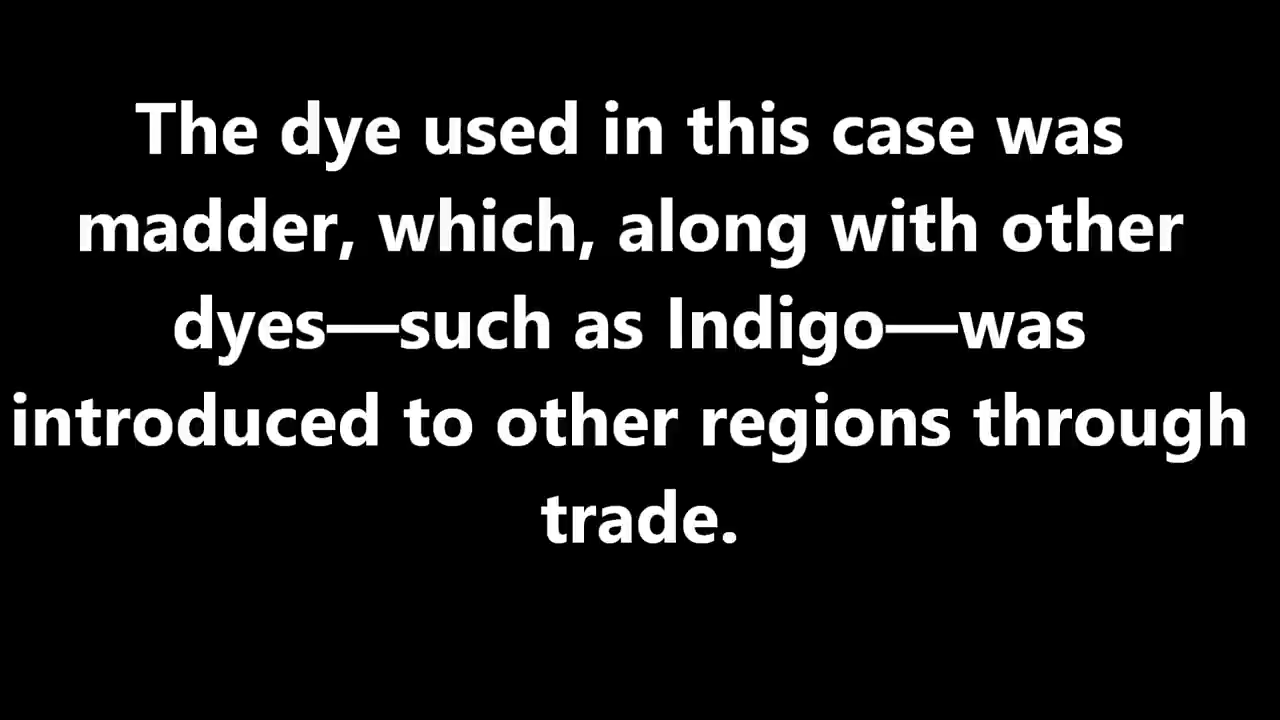 The dye used in this case was
madder, which, along with other
dyes—such as Indigo—was
introduced to other regions through
trade.